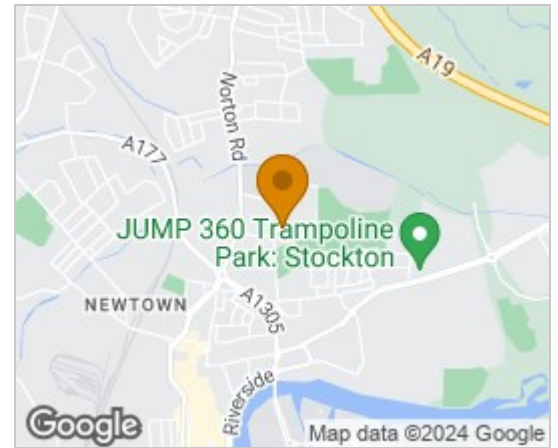 A19
Norton Rd
A177
JUMP 360 Trampoline
Park: Stockton
NEWTOWN
A1305
Riverside
Google
Map data ©2024 Google